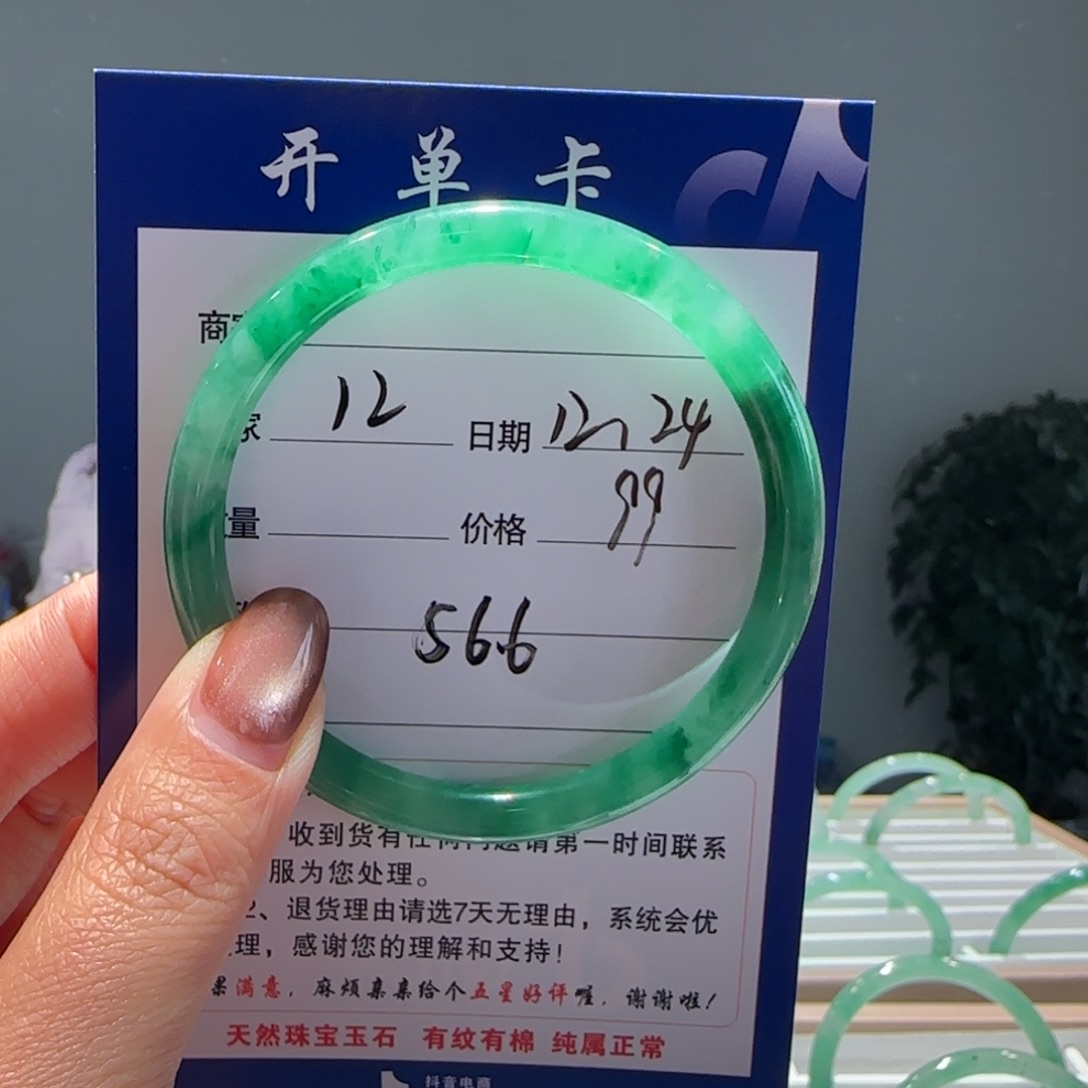 开单卡
商家
12 日期 12、24
价格 99
566
收到货有任何问题请第一时间联系
服为您处理。
2、退货理由请选7天无理由，系统会优
理，感谢您的理解和支持！
果满意，麻烦亲亲给个五星好评喔，谢谢啦！
天然珠宝玉石 有纹有棉 纯属正常
抖音电商